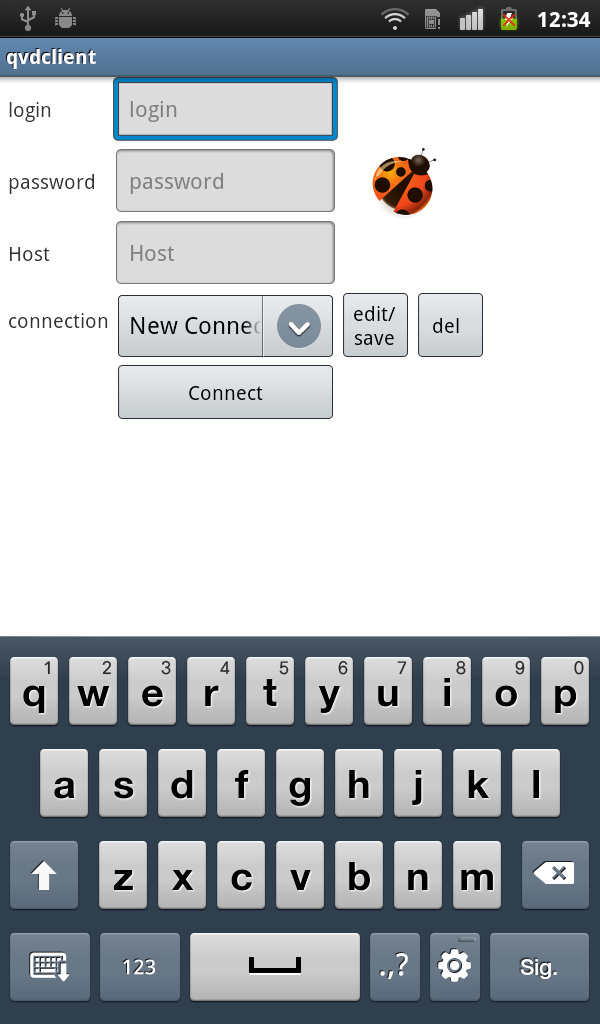 12:34
qvdclient
login login
password password
Host Host
connection New Connec edit/
save del
Connect
1 2 3 4 5 6 7 8 9 0
q w e r t y u i o p
a s d f g h j k l
z x c v b n m
123 .,? Sig.